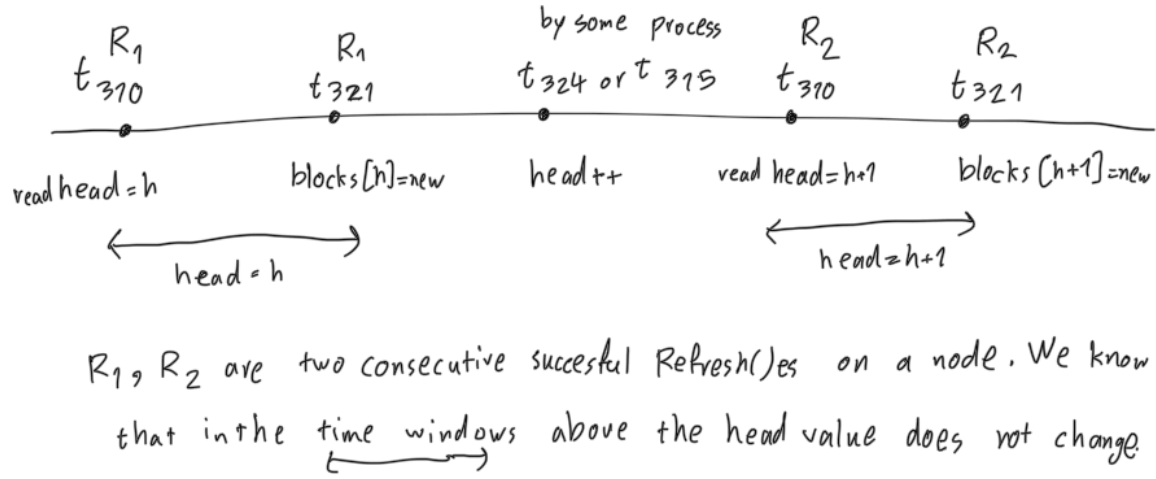 by some process
R₁ R₁ R₂ R₂
t₃₁₀ t₃₂₁ t₃₂₄ or t₃₁₅ t₃₁₀ t₃₂₁
read head=h blocks[h]=new head++ read head=h+1 blocks[h+1]=new
head=h head=h+1
R₁, R₂ are two consecutive succesful Refresh()es on a node. We know
that in the time windows above the head value does not change.